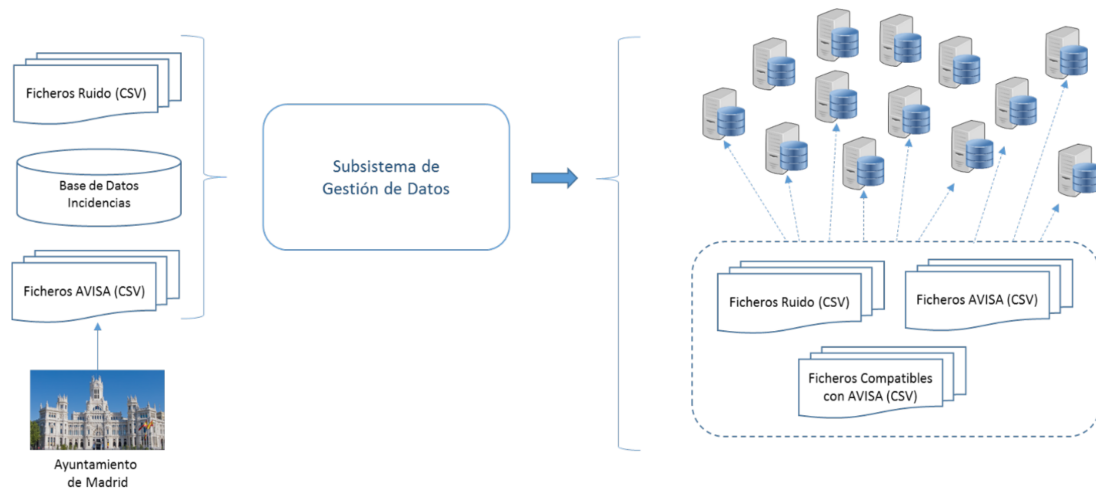 Ficheros Ruido (CSV)
Base de Datos
Incidencias
Ficheros AVISA (CSV)
Ayuntamiento
de Madrid
Subsistema de
Gestión de Datos
Ficheros Ruido (CSV)
Ficheros AVISA (CSV)
Ficheros Compatibles
con AVISA (CSV)